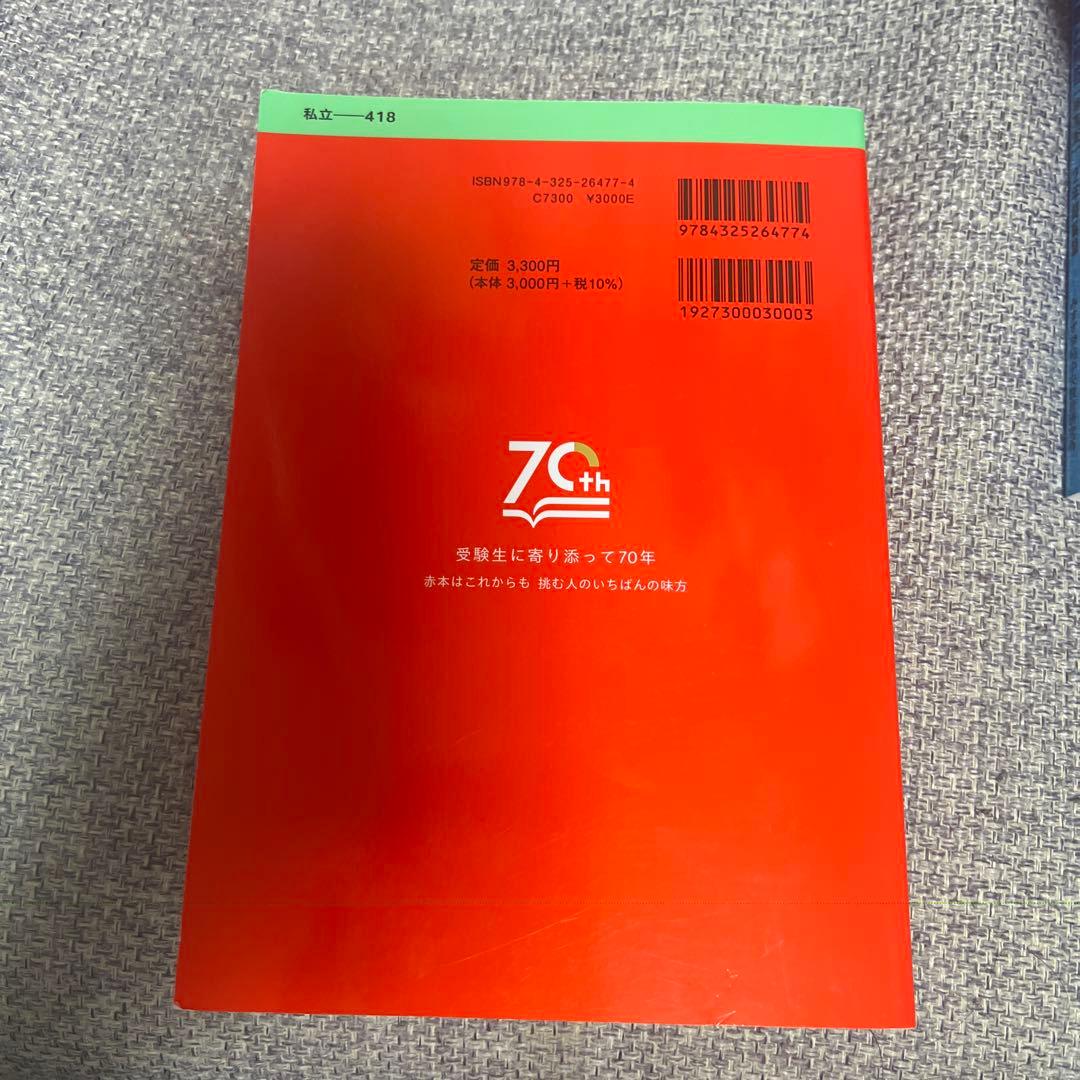 私立――418
ISBN978-4-325-26477-4
C7300 ¥3000E
9784325264774
定価 3,300円
(本体 3,000円+税10%)
1927300030003
70th
受験生に寄り添って70年
赤本はこれからも 挑む人のいちばんの味方